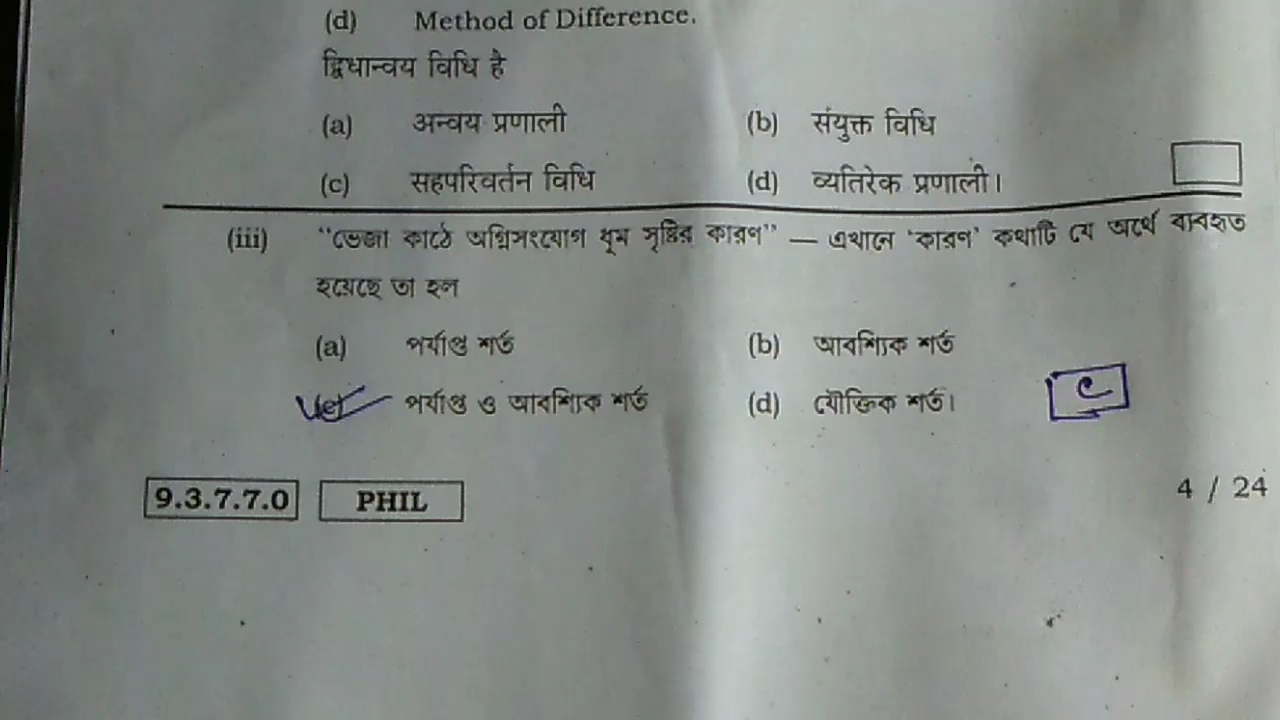 (d) Method of Difference.
द्विधान्वय विधि है
(a) अन्वय प्रणाली (b) संयुक्त विधि
(c) सहपरिवर्तन विधि (d) व्यतिरेक प्रणाली।
(iii) "ভেজা কাঠে অগ্নিসংযোগ ধূম সৃষ্টির কারণ" — এখানে 'কারণ' কথাটি যে অর্থে ব্যবহৃত
হয়েছে তা হল
(a) পর্যাপ্ত শর্ত (b) আবশ্যিক শর্ত
পর্যাপ্ত ও আবশ্যিক শর্ত (d) যৌক্তিক শর্ত। c
9.3.7.7.0 PHIL 4 / 24